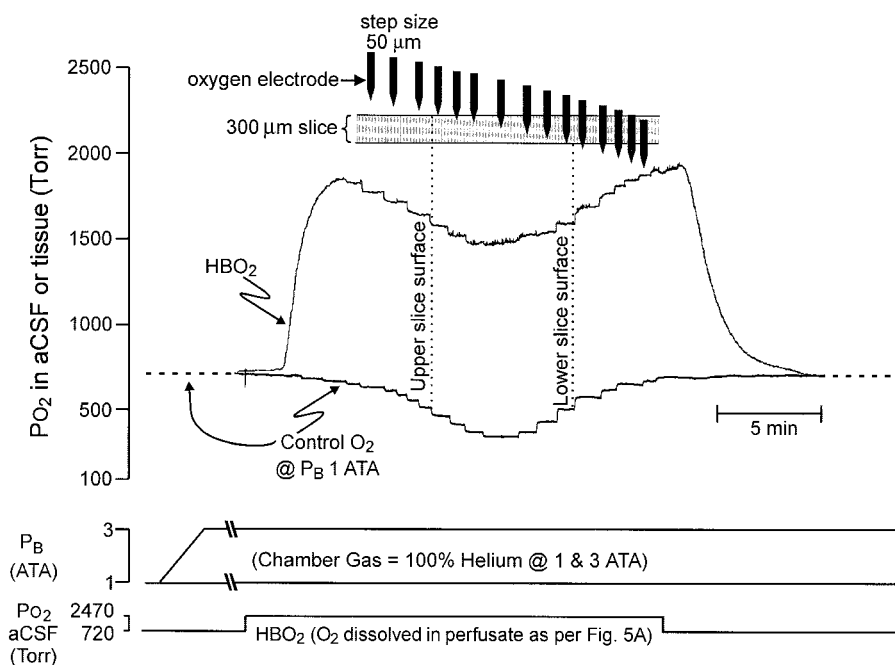 step size
50 μm
oxygen electrode
300 μm slice
PO2 in aCSF or tissue (Torr)
2500
2000
1500
1000
500
100
HBO2
Upper slice surface
Lower slice surface
Control O2
@ PB 1 ATA
5 min
PB
(ATA)
3
1
(Chamber Gas = 100% Helium @ 1 & 3 ATA)
PO2
aCSF
(Torr)
2470
720
HBO2 (O2 dissolved in perfusate as per Fig. 5A)